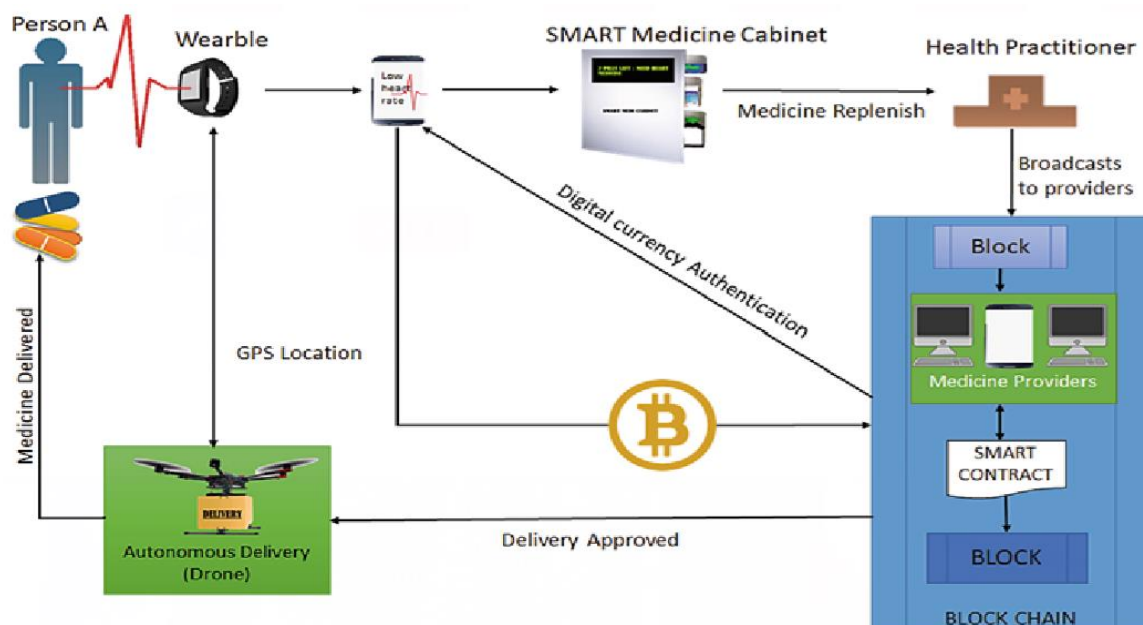 Person A
Wearble
SMART Medicine Cabinet
Health Practitioner
Low
heart
rate
Medicine Replenish
Broadcasts
to providers
Digital currency Authentication
Block
Medicine Providers
GPS Location
Medicine Delivered
SMART
CONTRACT
DELIVERY
Autonomous Delivery
(Drone)
Delivery Approved
BLOCK
BLOCK CHAIN